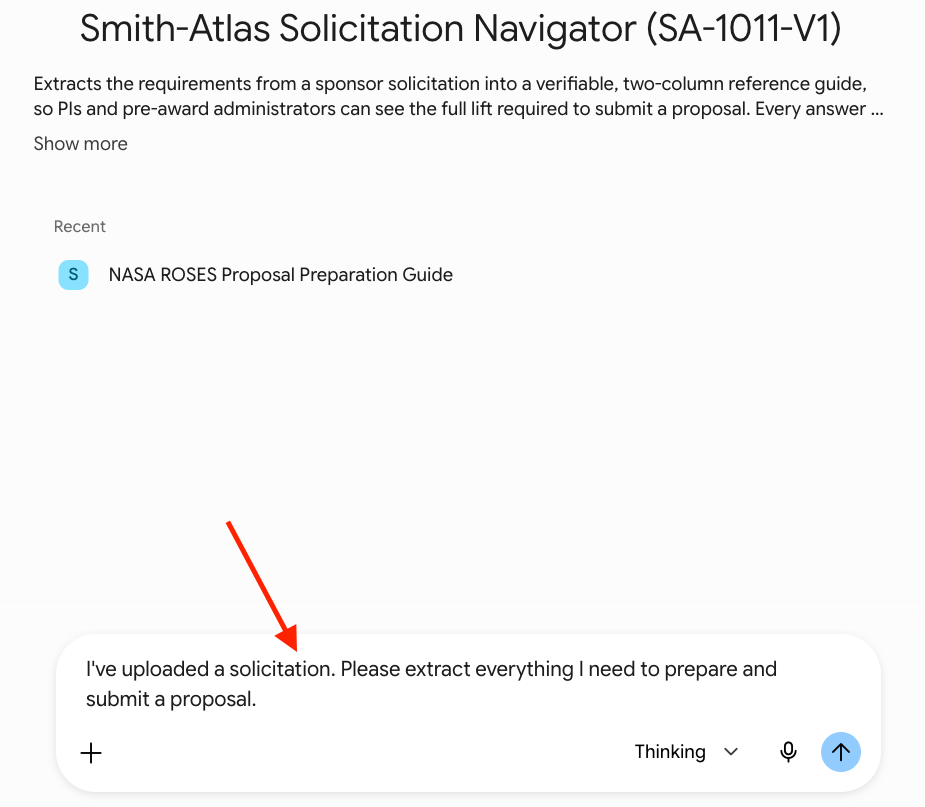 Smith-Atlas Solicitation Navigator (SA-1011-V1)
Extracts the requirements from a sponsor solicitation into a verifiable, two-column reference guide,
so PIs and pre-award administrators can see the full lift required to submit a proposal. Every answer ...
Show more
Recent
S NASA ROSES Proposal Preparation Guide
I've uploaded a solicitation. Please extract everything I need to prepare and
submit a proposal.
Thinking